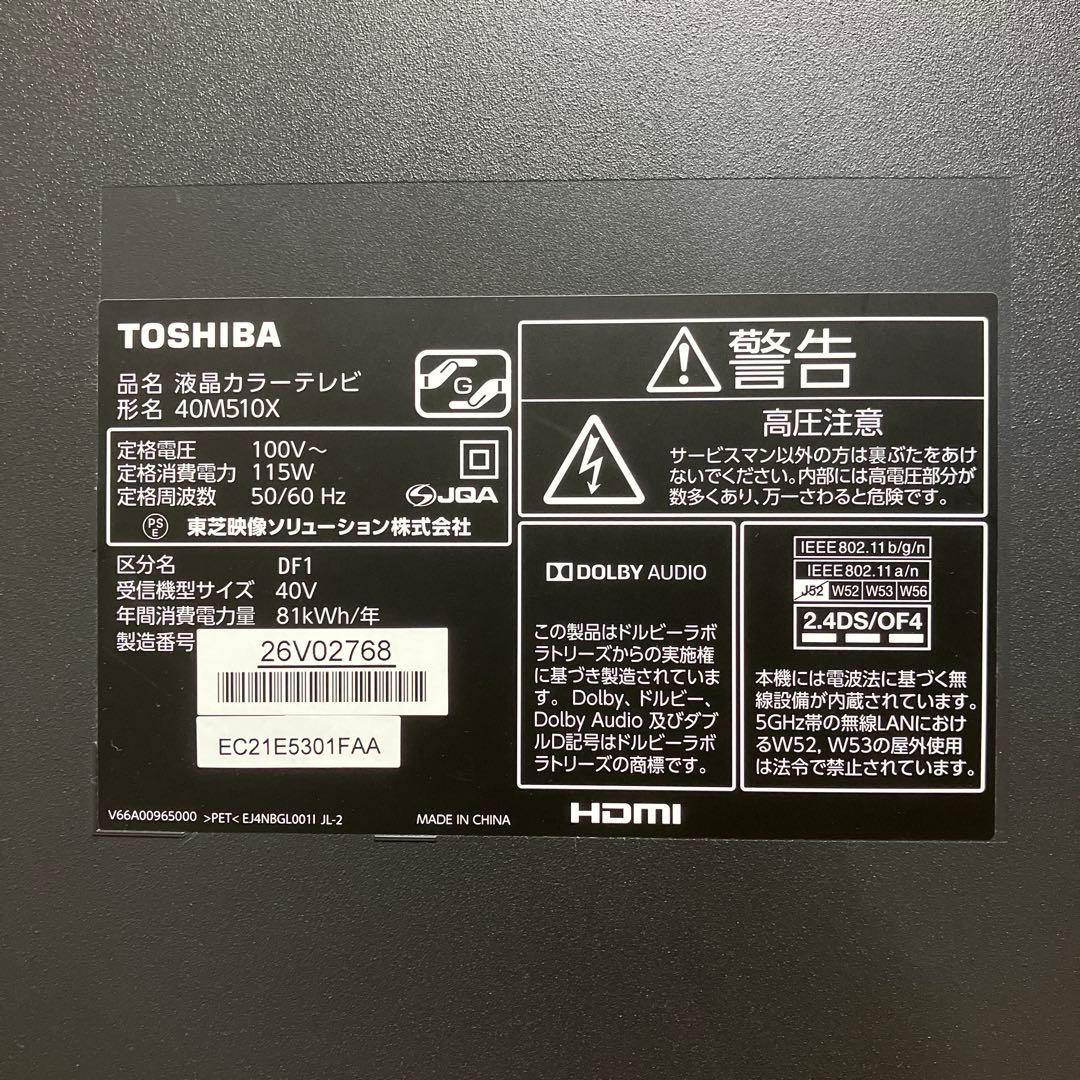 TOSHIBA
品名 液晶カラーテレビ
形名 40M510X
G
定格電圧 100V～
定格消費電力 115W
定格周波数 50/60 Hz
JQA
PS
E
東芝映像ソリューション株式会社
区分名 DF1
受信機型サイズ 40V
年間消費電力量 81kWh/年
製造番号
26V02768
EC21E5301FAA
V66A00965000 >PET< EJ4NBGL001I JL-2
MADE IN CHINA
警告
高圧注意
サービスマン以外の方は裏ぶたをあけ
ないでください。内部には高電圧部分が
数多くあり、万一さわると危険です。
DOLBY AUDIO
この製品はドルビーラボ
ラトリーズからの実施権
に基づき製造されていま
す。Dolby、ドルビー、
Dolby Audio 及びダブ
ルD記号はドルビーラボ
ラトリーズの商標です。
IEEE802.11b/g/n
IEEE802.11a/n
J52 W52 W53 W56
2.4DS/OF4
本機には電波法に基づく無
線設備が内蔵されています。
5GHz帯の無線LANにおけ
るW52, W53の屋外使用
は法令で禁止されています。
HDMI